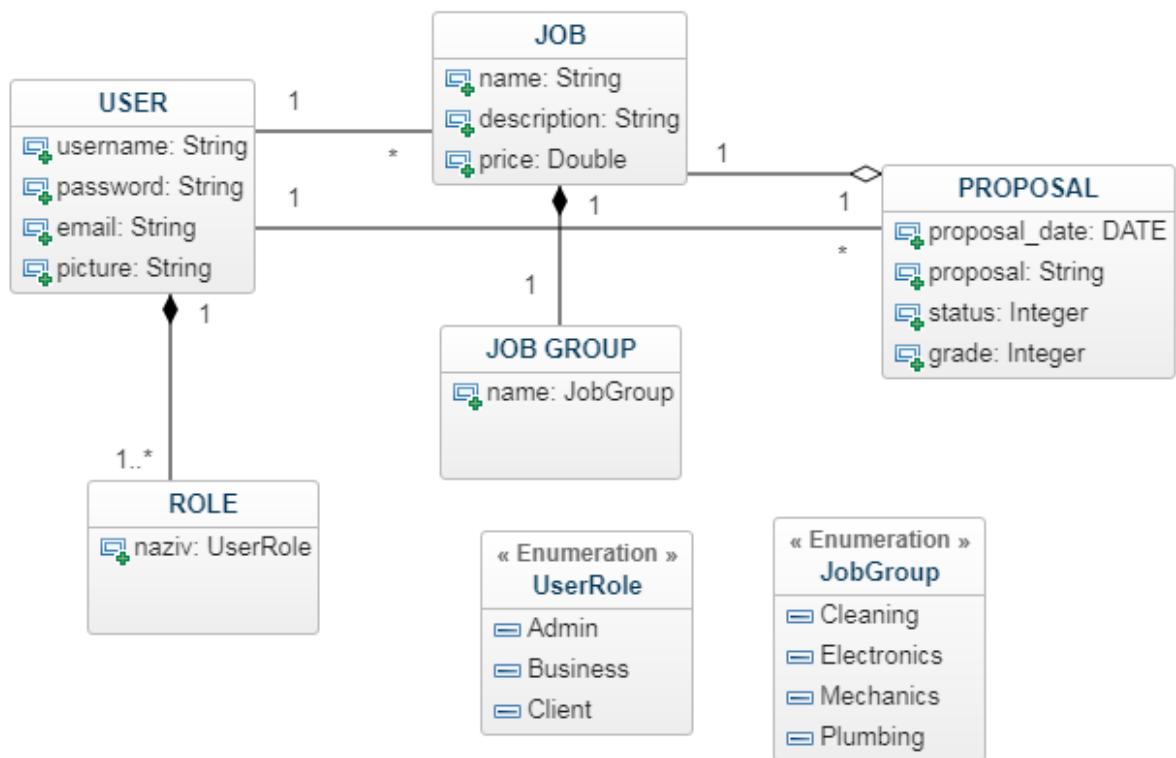 JOB
name: String
description: String
price: Double
USER
username: String
password: String
email: String
picture: String
1
*
1
1
PROPOSAL
proposal_date: DATE
proposal: String
status: Integer
grade: Integer
1
1
*
1
1
JOB GROUP
name: JobGroup
1
1..*
ROLE
naziv: UserRole
« Enumeration »
UserRole
Admin
Business
Client
« Enumeration »
JobGroup
Cleaning
Electronics
Mechanics
Plumbing